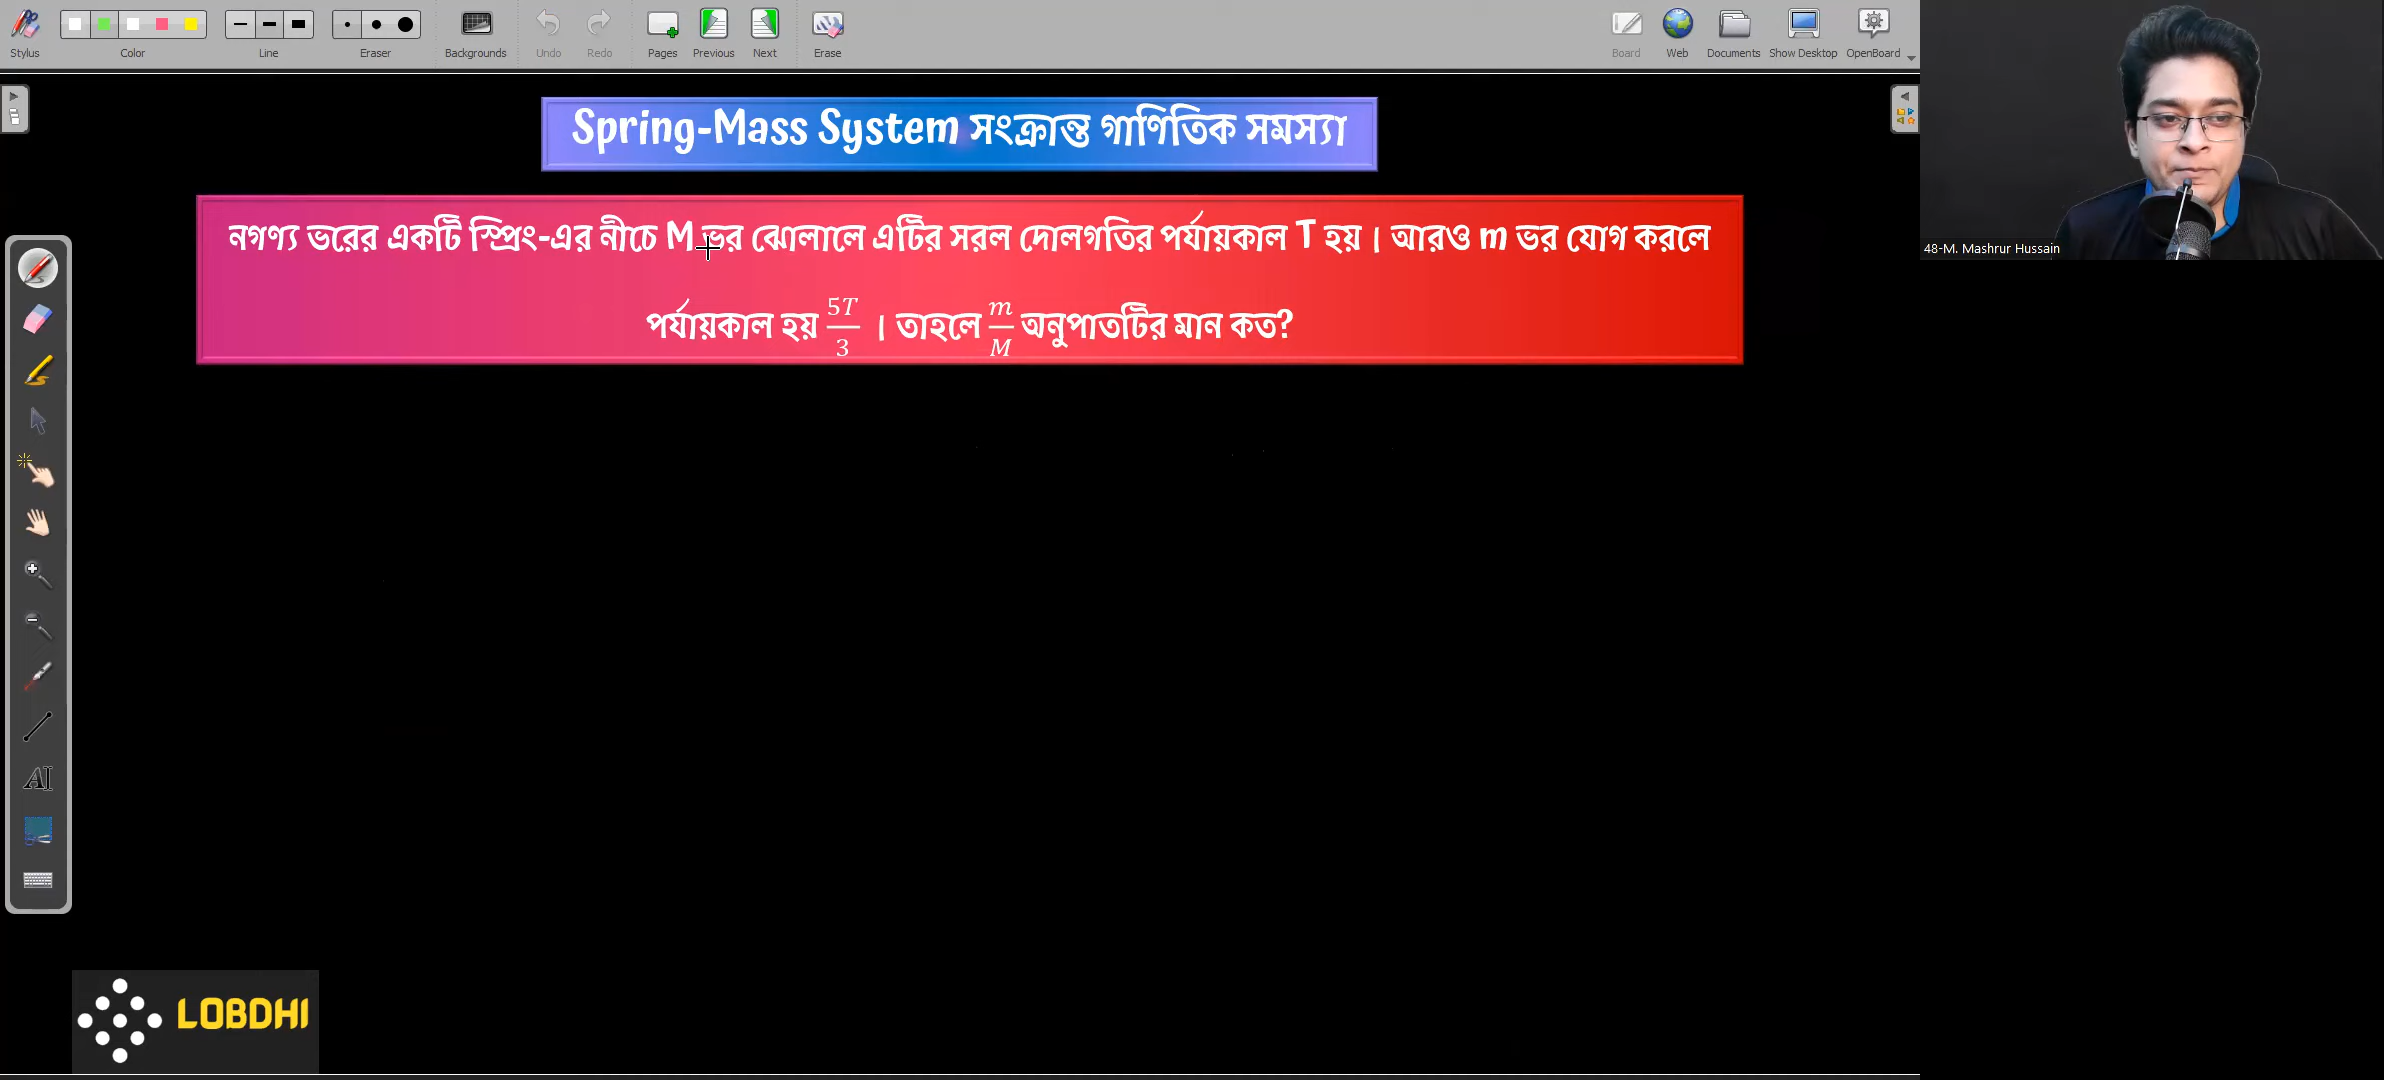 Stylus
Color
Line
Eraser
Backgrounds
Undo
Redo
Pages
Previous
Next
Erase
Board
Web
Documents
Show Desktop
OpenBoard
Spring-Mass System সংক্রান্ত গাণিতিক সমস্যা
নগণ্য ভরের একটি স্প্রিং-এর নীচে M ভর ঝোলালে এটির সরল দোলগতির পর্যায়কাল T হয়। আরও m ভর যোগ করলে
পর্যায়কাল হয় 5T/3 । তাহলে m/M অনুপাতটির মান কত?
48-M. Mashrur Hussain
AI
LOBDHI